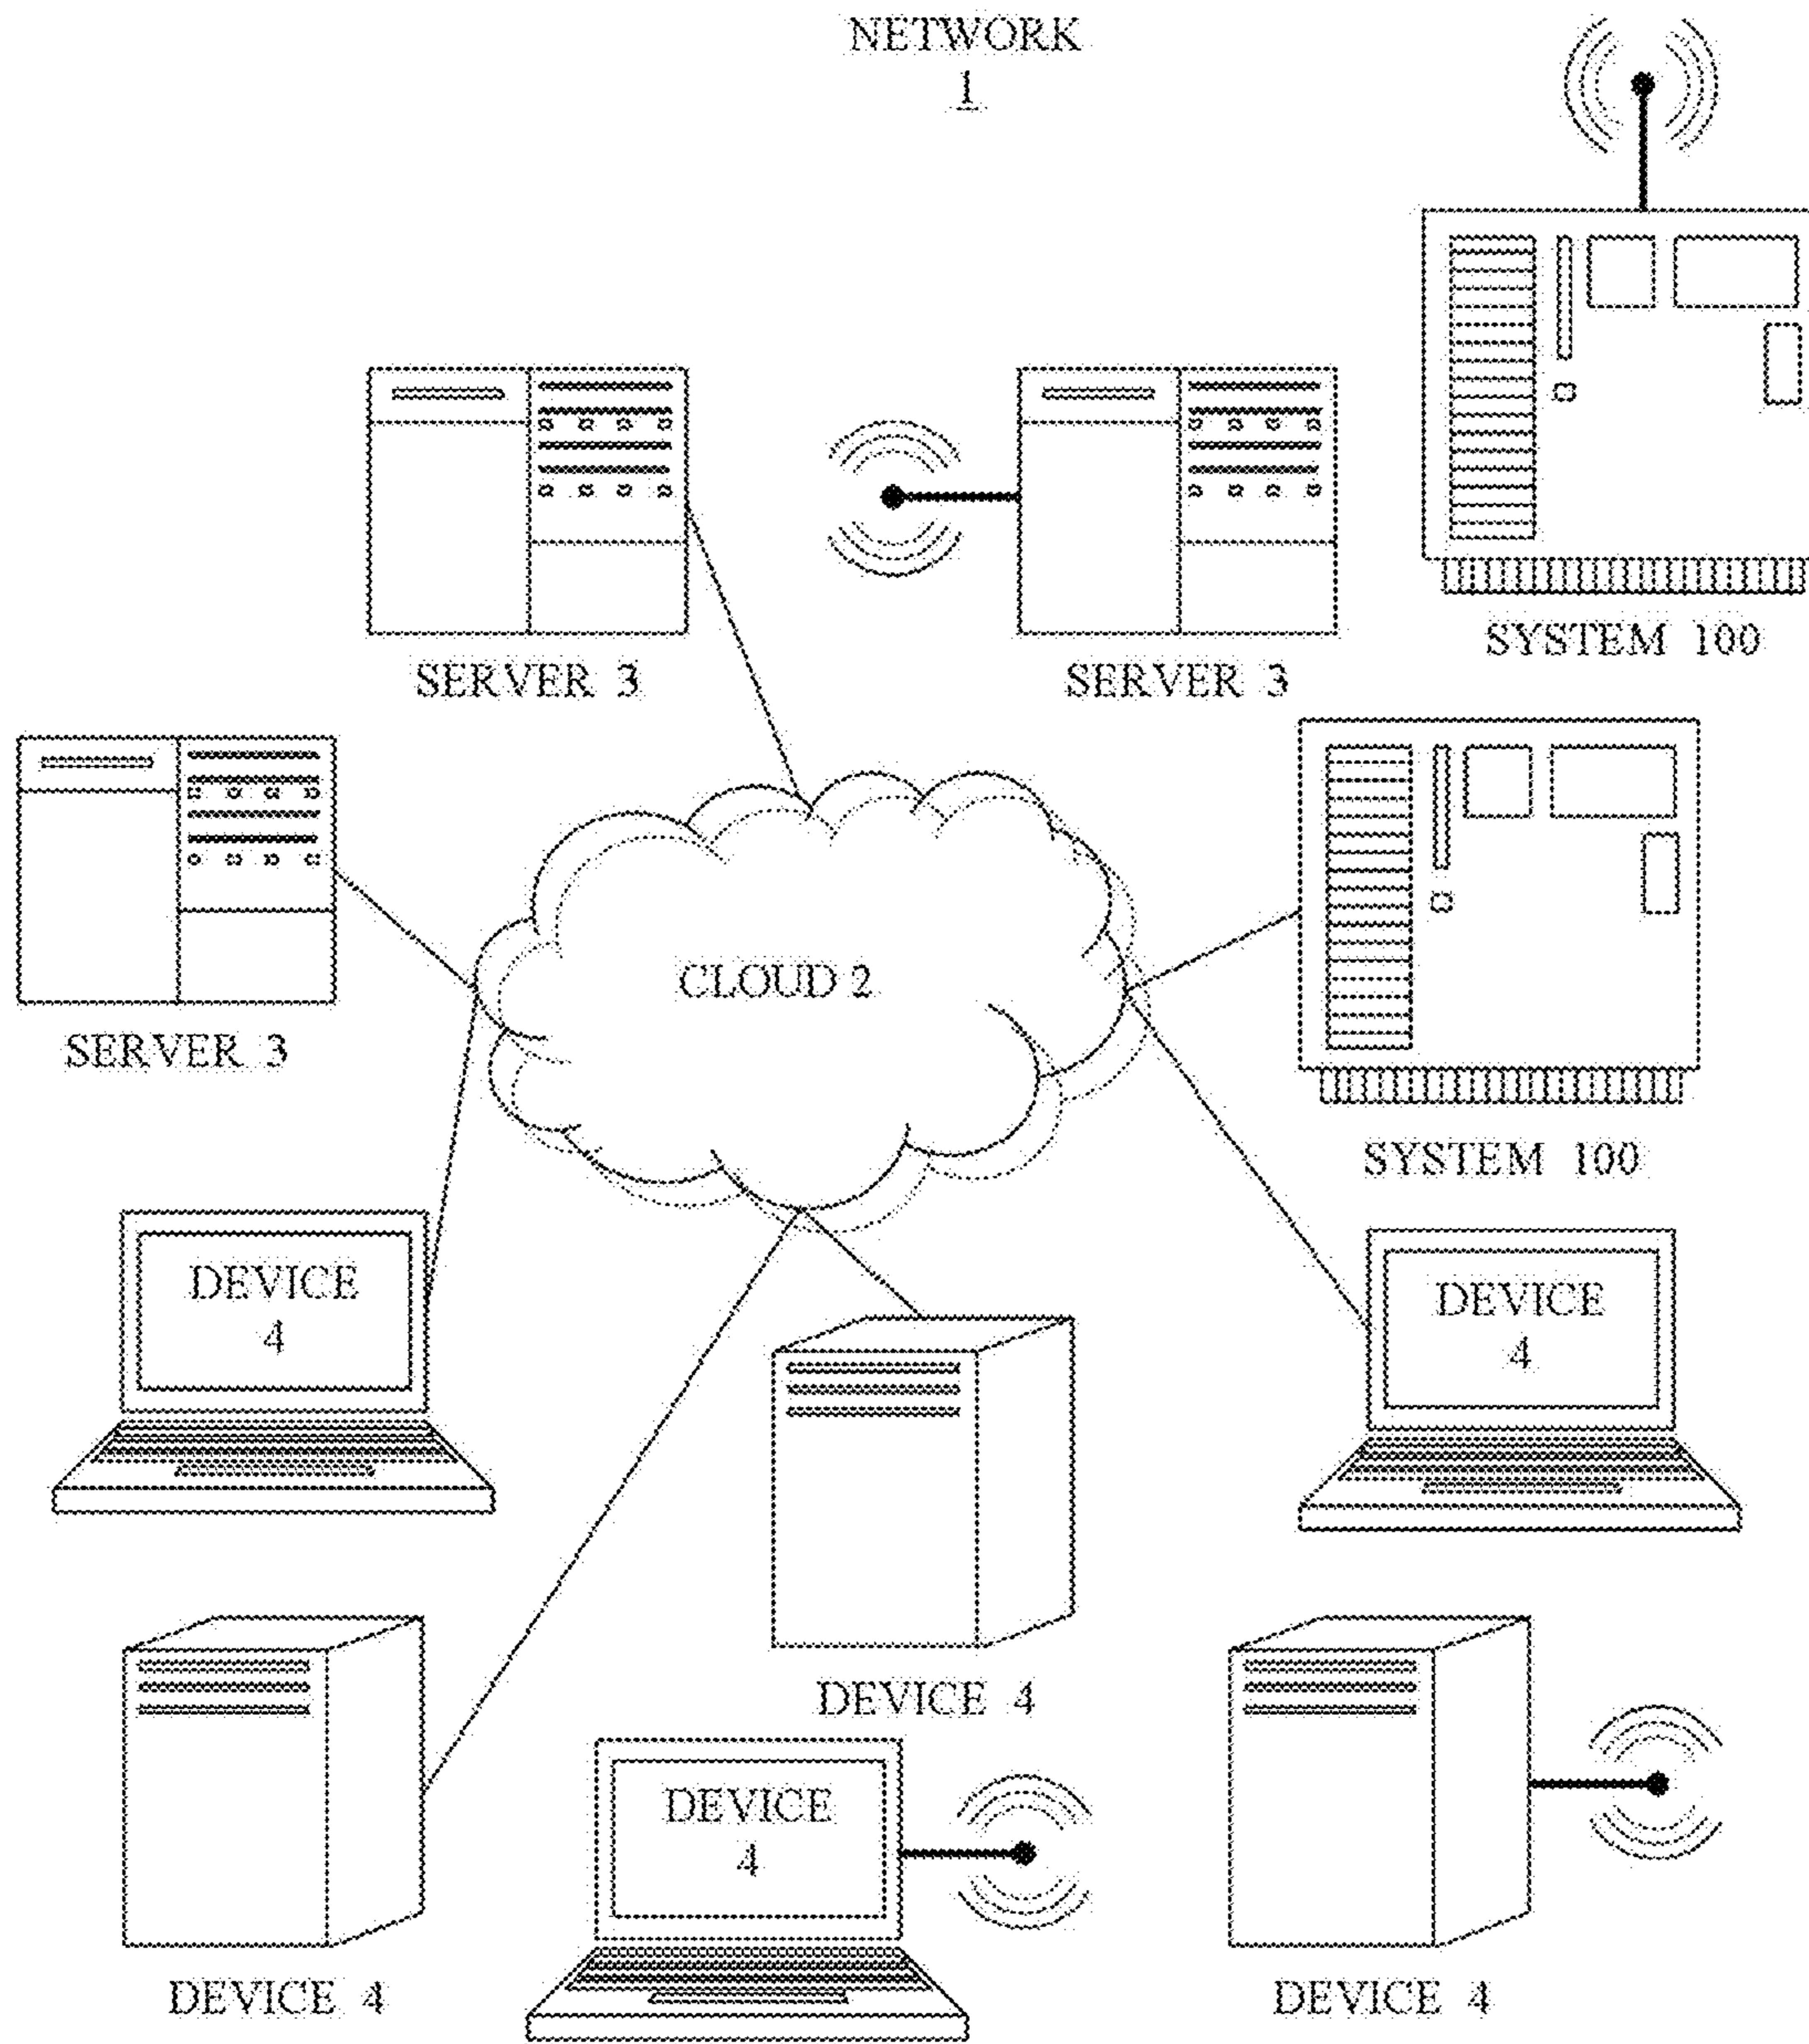 NETWORK
1
SERVER 3
SERVER 3
SYSTEM 100
SERVER 3
CLOUD 2
SYSTEM 100
DEVICE
4
DEVICE
4
DEVICE 4
DEVICE
4
DEVICE 4
DEVICE 4